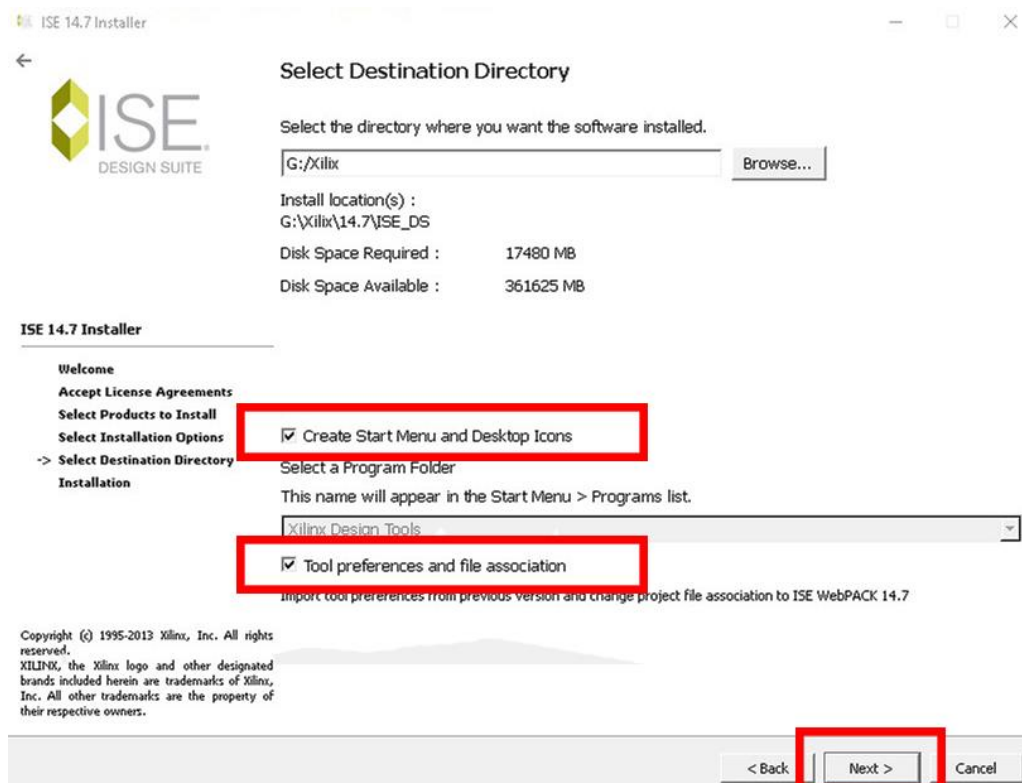 ISE 14.7 Installer
ISE®
DESIGN SUITE
Select Destination Directory
Select the directory where you want the software installed.
G:/Xilix
Browse...
Install location(s) :
G:\Xilix\14.7\ISE_DS
Disk Space Required : 17480 MB
Disk Space Available : 361625 MB
ISE 14.7 Installer
Welcome
Accept License Agreements
Select Products to Install
Select Installation Options
-> Select Destination Directory
Installation
Create Start Menu and Desktop Icons
Select a Program Folder
This name will appear in the Start Menu > Programs list.
Xilinx Design Tools
Tool preferences and file association
Import tool preferences from previous version and change project file association to ISE WebPACK 14.7
Copyright (c) 1995-2013 Xilinx, Inc. All rights
reserved.
XILINX, the Xilinx logo and other designated
brands included herein are trademarks of Xilinx,
Inc. All other trademarks are the property of
their respective owners.
< Back
Next >
Cancel